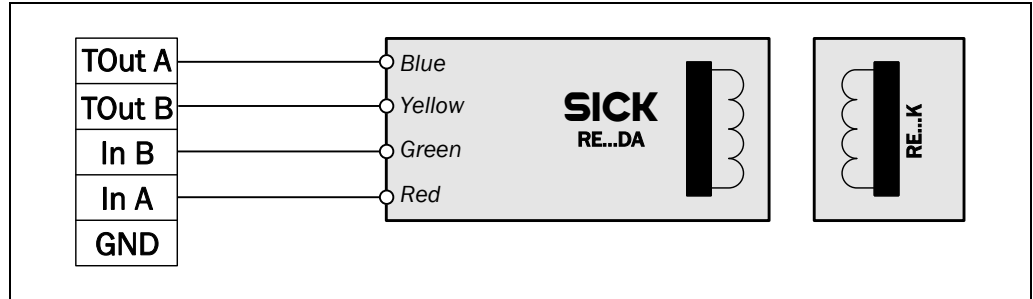 TOut A
TOut B
In B
In A
GND
Blue
Yellow
Green
Red
SICK
RE...DA
RE...K